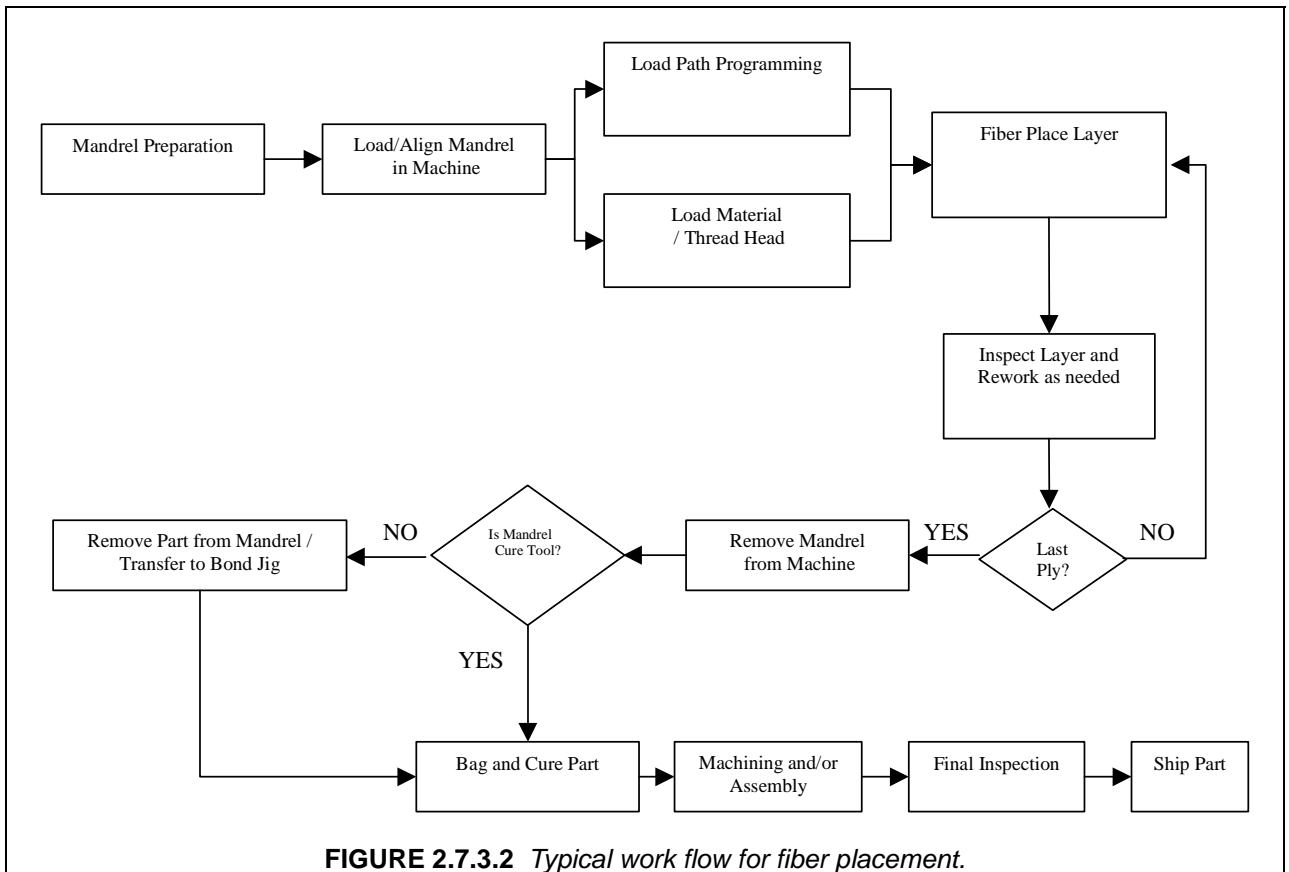 Mandrel Preparation
Load/Align Mandrel
in Machine
Load Path Programming
Load Material
/ Thread Head
Fiber Place Layer
Inspect Layer and
Rework as needed
Last
Ply?
NO
YES
Remove Mandrel
from Machine
Is Mandrel
Cure Tool?
NO
Remove Part from Mandrel /
Transfer to Bond Jig
YES
Bag and Cure Part
Machining and/or
Assembly
Final Inspection
Ship Part
FIGURE 2.7.3.2 Typical work flow for fiber placement.